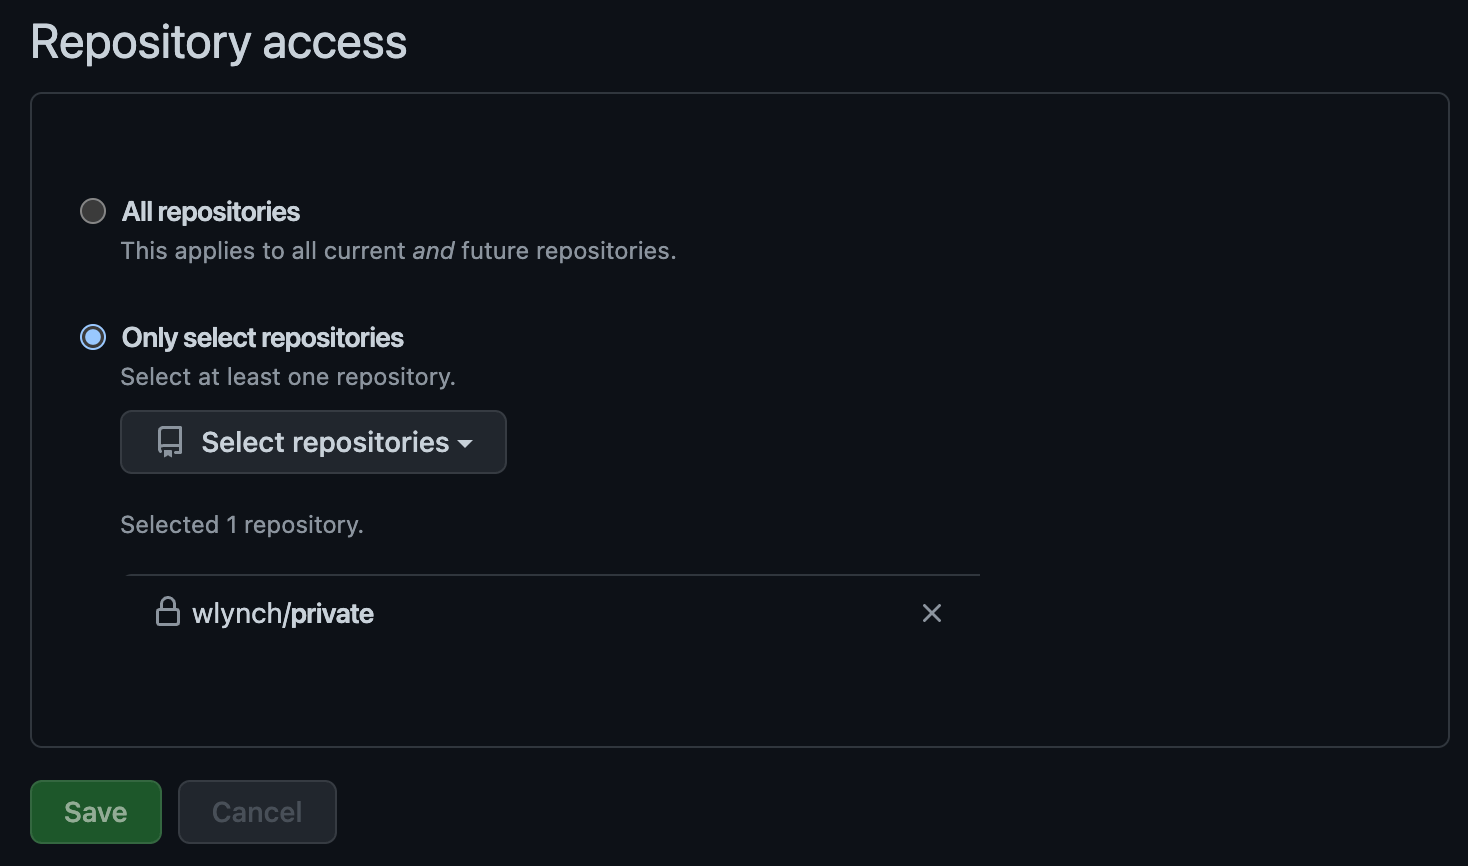 Repository access
All repositories
This applies to all current and future repositories.
Only select repositories
Select at least one repository.
Select repositories
Selected 1 repository.
wlynch/private
Save
Cancel